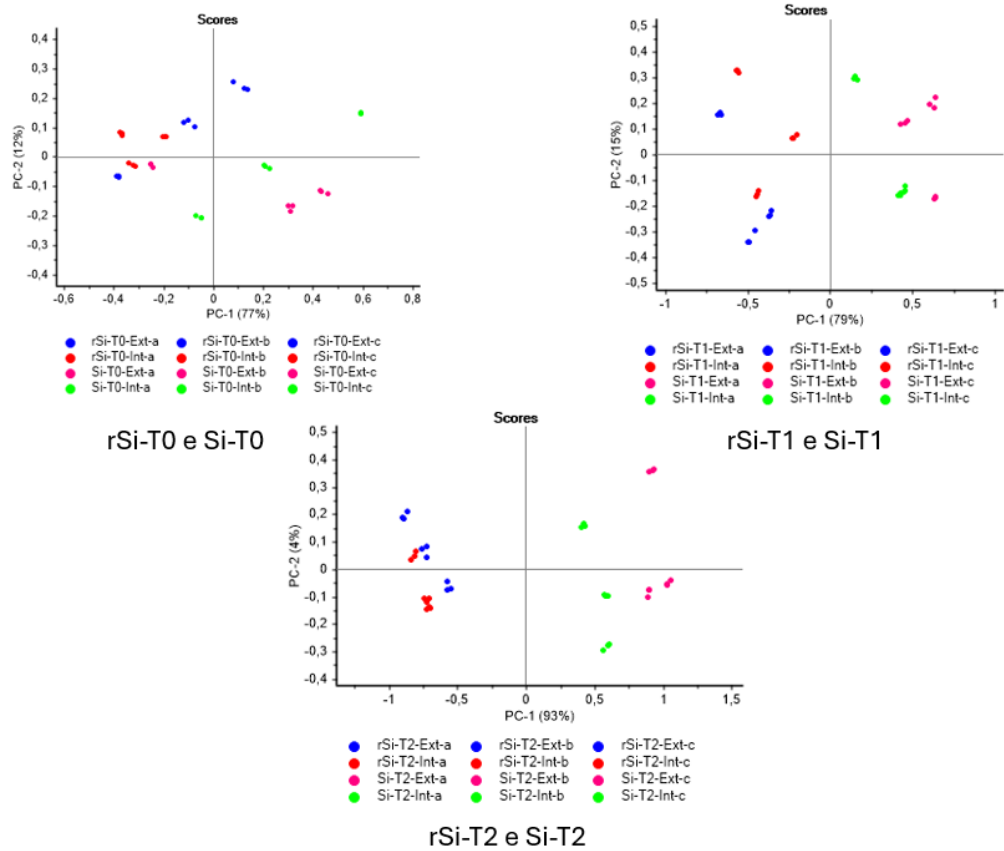 Scores
0,4
0,3
0,2
0,1
0
-0,1
-0,2
-0,3
-0,4
PC-2 (12%)
-0,6 -0,4 -0,2 0 0,2 0,4 0,6 0,8
PC-1 (77%)
rSi-T0-Ext-a rSi-T0-Ext-b rSi-T0-Ext-c
rSi-T0-Int-a rSi-T0-Int-b rSi-T0-Int-c
Si-T0-Ext-a Si-T0-Ext-b Si-T0-Ext-c
Si-T0-Int-a Si-T0-Int-b Si-T0-Int-c
rSi-T0 e Si-T0
Scores
0,5
0,4
0,3
0,2
0,1
0
-0,1
-0,2
-0,3
-0,4
-0,5
PC-2 (15%)
-1 -0,5 0 0,5 1
PC-1 (79%)
rSi-T1-Ext-a rSi-T1-Ext-b rSi-T1-Ext-c
rSi-T1-Int-a rSi-T1-Int-b rSi-T1-Int-c
Si-T1-Ext-a Si-T1-Ext-b Si-T1-Ext-c
Si-T1-Int-a Si-T1-Int-b Si-T1-Int-c
rSi-T1 e Si-T1
Scores
0,5
0,4
0,3
0,2
0,1
0
-0,1
-0,2
-0,3
-0,4
PC-2 (4%)
-1 -0,5 0 0,5 1 1,5
PC-1 (93%)
rSi-T2-Ext-a rSi-T2-Ext-b rSi-T2-Ext-c
rSi-T2-Int-a rSi-T2-Int-b rSi-T2-Int-c
Si-T2-Ext-a Si-T2-Ext-b Si-T2-Ext-c
Si-T2-Int-a Si-T2-Int-b Si-T2-Int-c
rSi-T2 e Si-T2